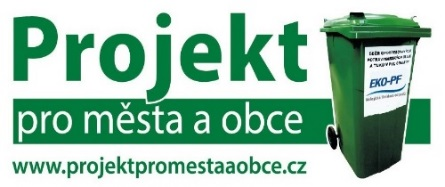 Projekt
pro města a obce
www.projektpromestaaobce.cz
EKO-PF